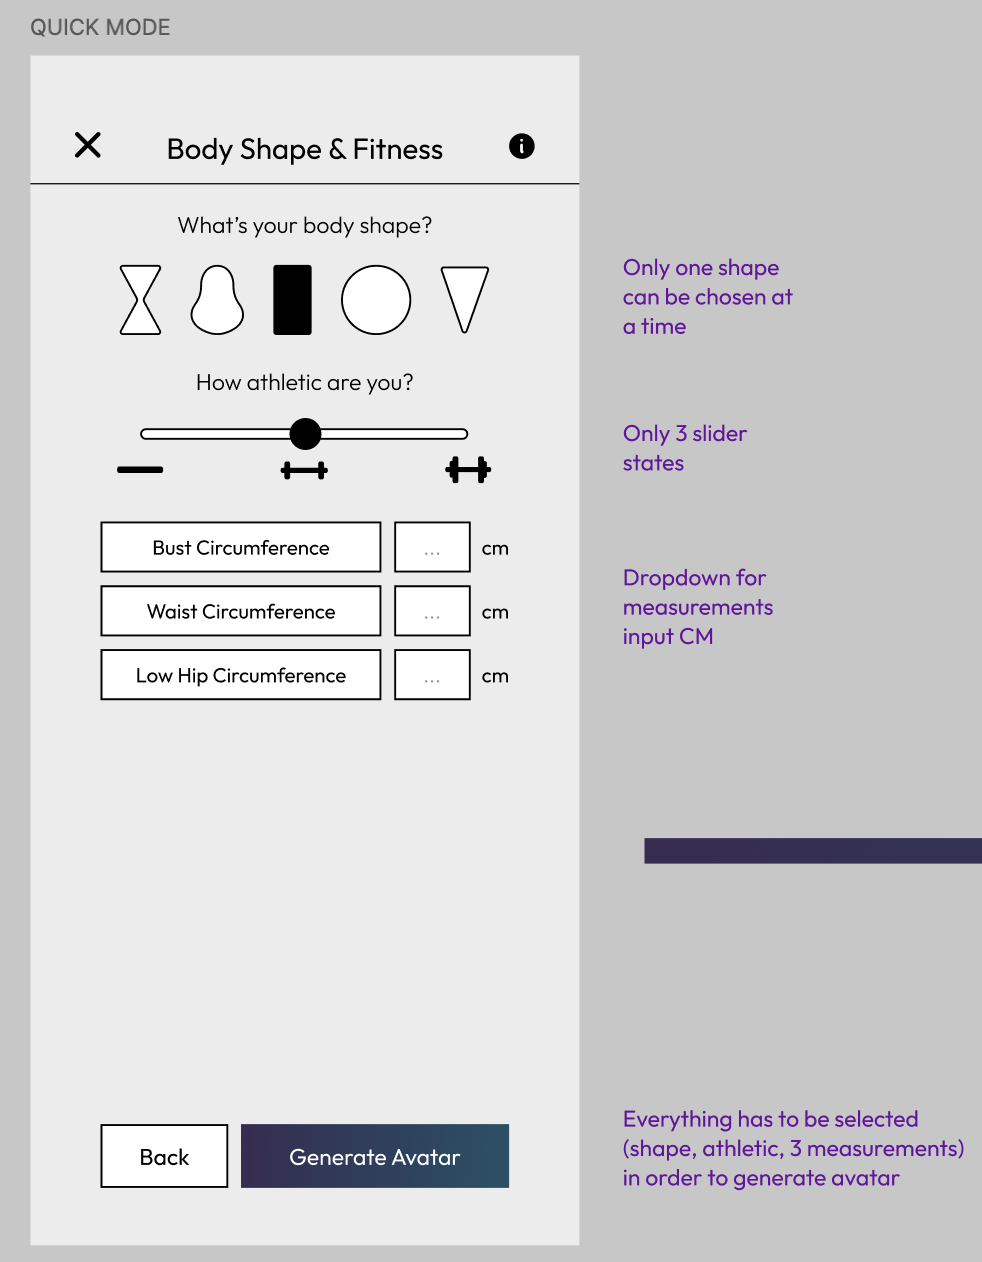 QUICK MODE
Body Shape & Fitness
What's your body shape?
Only one shape
can be chosen at
a time
How athletic are you?
Only 3 slider
states
Bust Circumference ... cm
Waist Circumference ... cm
Low Hip Circumference ... cm
Dropdown for
measurements
input CM
Back
Generate Avatar
Everything has to be selected
(shape, athletic, 3 measurements)
in order to generate avatar